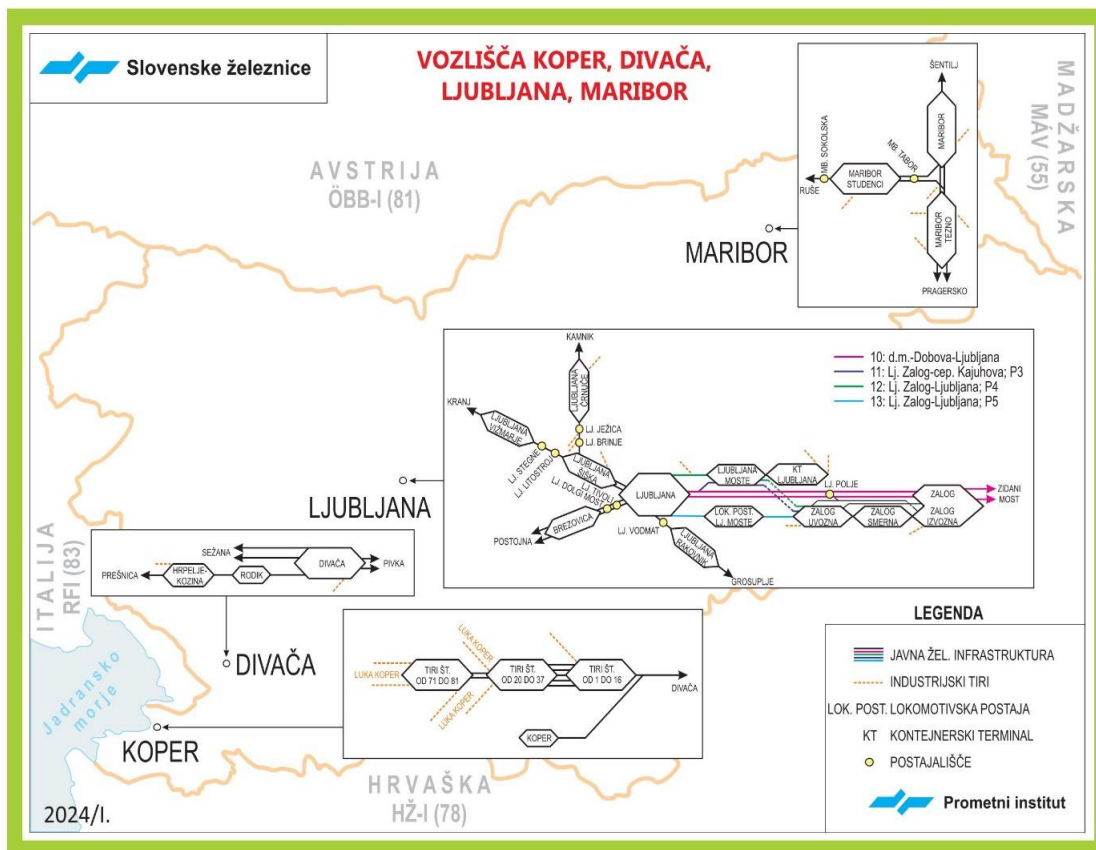 Slovenske železnice
VOZLIŠČA KOPER, DIVAČA,
LJUBLJANA, MARIBOR
AVSTRIJA
ÖBB-I (81)
MADŽARSKA
MÁV (55)
ŠENTILJ
MARIBOR
MB. TABOR
MB. SOKOLSKA
MARIBOR
STUDENCI
RUŠE
MARIBOR
TEZNO
PRAGERSKO
MARIBOR
KAMNIK
LJUBLJANA
ČRNUČE
10: d.m.-Dobova-Ljubljana
11: Lj. Zalog-cep. Kajuhova; P3
12: Lj. Zalog-Ljubljana; P4
13: Lj. Zalog-Ljubljana; P5
KRANJ
LJUBLJANA
VIŽMARJE
LJ. JEŽICA
LJ. BRINJE
LJ. STEGNE
LJ. LITOSTROJ
LJUBLJANA
ŠIŠKA
LJ. TIVOLI
LJ. DOLGI MOST
LJUBLJANA
LJUBLJANA
MOSTE
KT
LJUBLJANA
LJ. POLJE
ZALOG
ZIDANI
MOST
BREZOVICA
POSTOJNA
LJ. VODMAT
LOK. POST.
LJ. MOSTE
ZALOG
UVOZNA
ZALOG
SMERNA
ZALOG
IZVOZNA
LJUBLJANA
RAKOVNIK
GROSUPLJE
LJUBLJANA
ITALIJA
RFI (83)
SEŽANA
DIVAČA
PIVKA
PREŠNICA
HRPELJE-
KOZINA
RODIK
DIVAČA
Jadransko
morje
KOPER
LUKA KOPER
LUKA KOPER
LUKA KOPER
TIRI ŠT.
OD 71 DO 81
TIRI ŠT.
OD 20 DO 37
TIRI ŠT.
OD 1 DO 16
DIVAČA
KOPER
HRVAŠKA
HŽ-I (78)
2024/I.
LEGENDA
JAVNA ŽEL. INFRASTRUKTURA
INDUSTRIJSKI TIRI
LOK. POST. LOKOMOTIVSKA POSTAJA
KT KONTEJNERSKI TERMINAL
POSTAJALIŠČE
Prometni institut